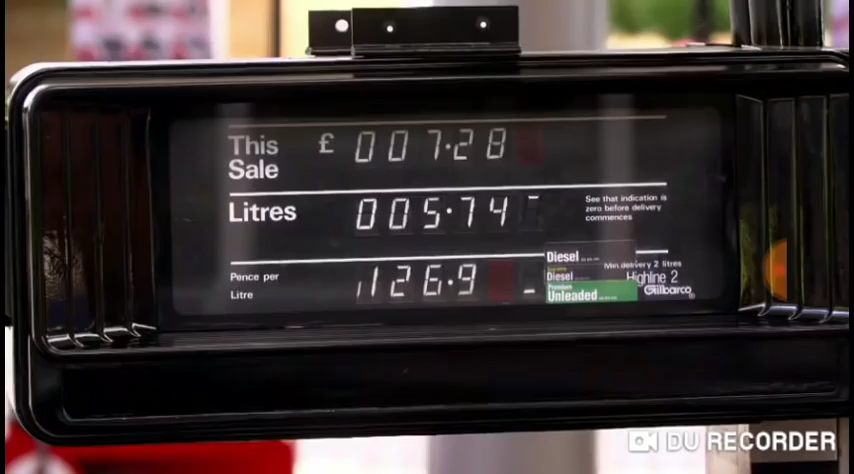 This
Sale
£ 007.28
Litres
005.74
See that indication is
zero before delivery
commences
Pence per
Litre
126.9
Diesel
Diesel
Premium
Unleaded
Min. delivery 2 litres
Highline 2
Gilbarco
DU RECORDER